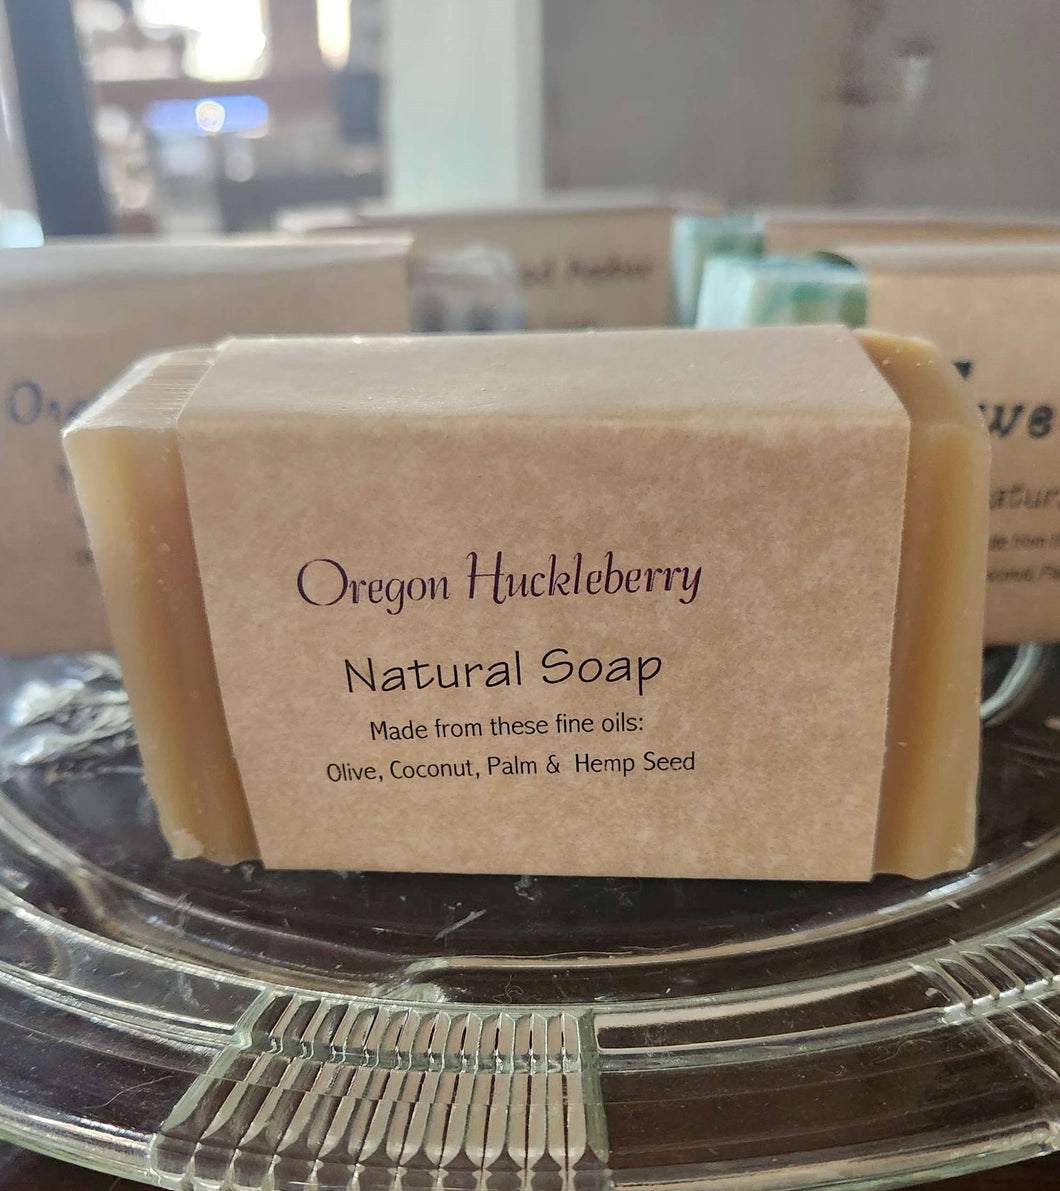 Oregon Huckleberry
Natural Soap
Made from these fine oils:
Olive, Coconut, Palm & Hemp Seed